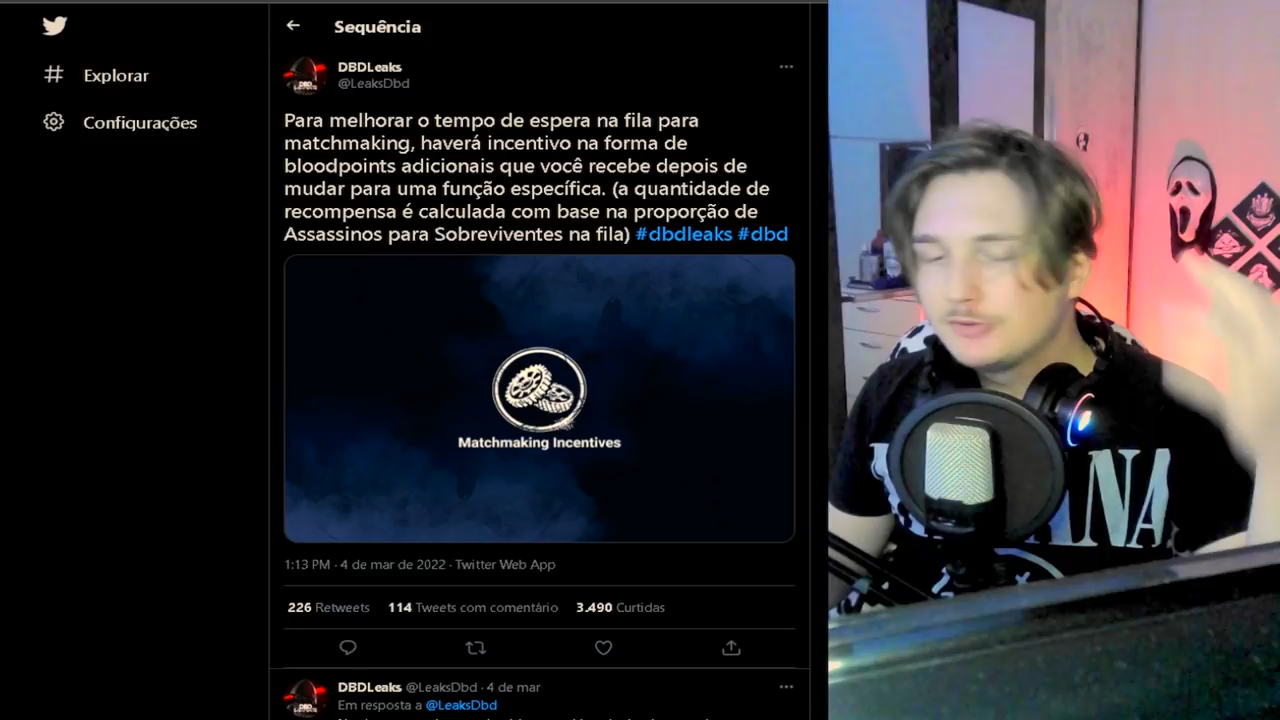 Sequência
Explorar
Configurações
DBDLeaks
@LeaksDbd
Para melhorar o tempo de espera na fila para
matchmaking, haverá incentivo na forma de
bloodpoints adicionais que você recebe depois de
mudar para uma função específica. (a quantidade de
recompensa é calculada com base na proporção de
Assassinos para Sobreviventes na fila) #dbdleaks #dbd
Matchmaking Incentives
1:13 PM · 4 de mar de 2022 · Twitter Web App
226 Retweets 114 Tweets com comentário 3.490 Curtidas
DBDLeaks @LeaksDbd · 4 de mar
Em resposta a @LeaksDbd